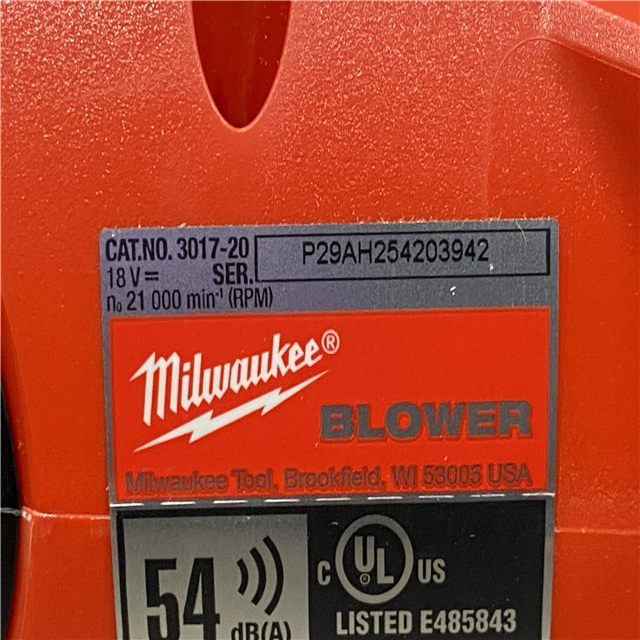 CAT.NO. 3017-20
18 V⎓ SER. P29AH254203942
n₀ 21 000 min⁻¹ (RPM)
Milwaukee®
BLOWER
Milwaukee Tool, Brookfield, WI 53005 USA
54 dB(A)
C UL US
LISTED E485843